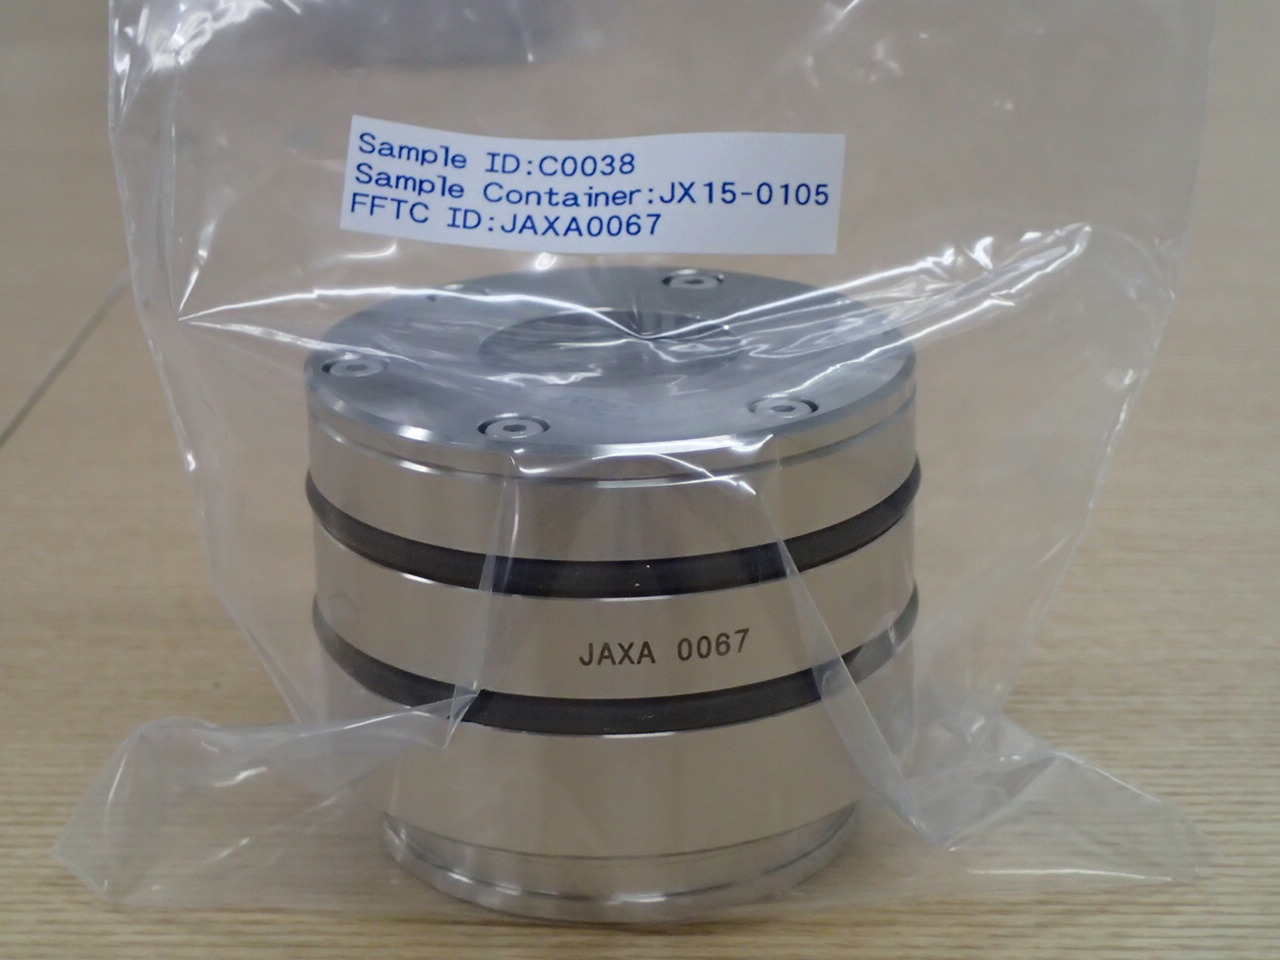 Sample ID:C0038
Sample Container:JX15-0105
FFTC ID:JAXA0067
JAXA 0067